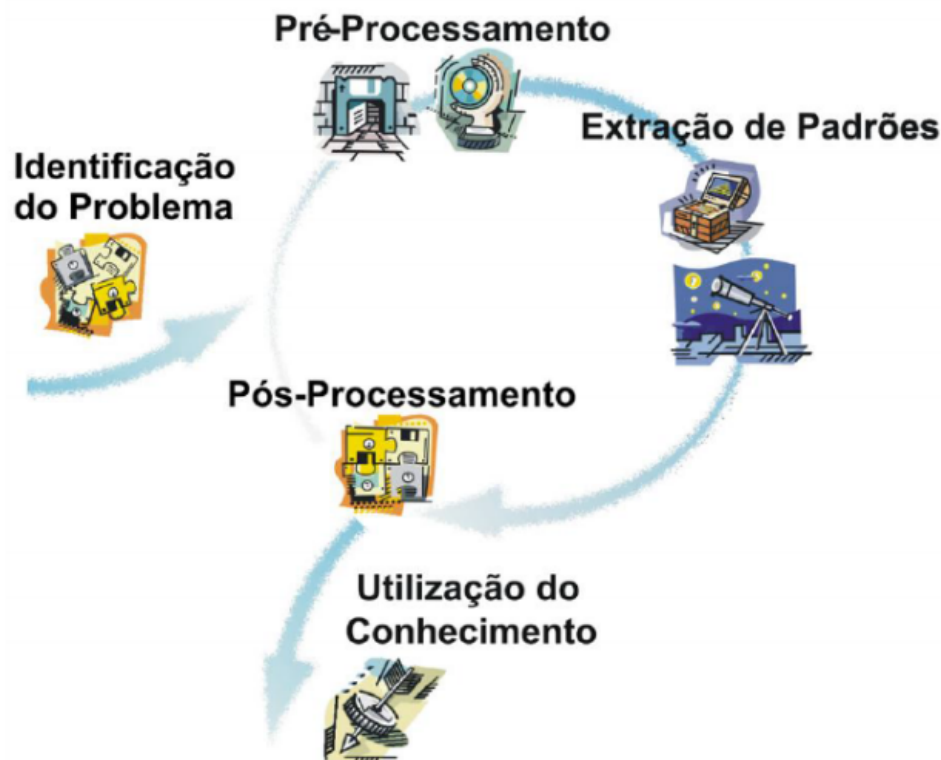 Pré-Processamento
Extração de Padrões
Identificação
do Problema
Pós-Processamento
Utilização do
Conhecimento